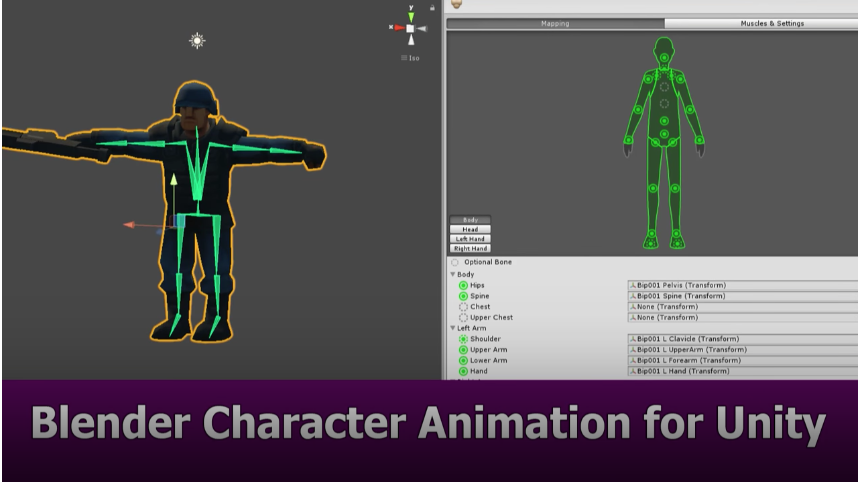 y
x
Iso
Mapping
Muscles & Settings
Body
Head
Left Hand
Right Hand
Optional Bone
Body
Hips
Bip001 Pelvis (Transform)
Spine
Bip001 Spine (Transform)
Chest
None (Transform)
Upper Chest
None (Transform)
Left Arm
Shoulder
Bip001 L Clavicle (Transform)
Upper Arm
Bip001 L UpperArm (Transform)
Lower Arm
Bip001 L Forearm (Transform)
Hand
Bip001 L Hand (Transform)
Blender Character Animation for Unity